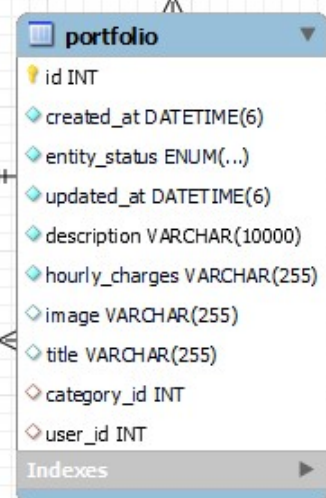 portfolio
id INT
created_at DATETIME(6)
entity_status ENUM(...)
updated_at DATETIME(6)
description VARCHAR(10000)
hourly_charges VARCHAR(255)
image VARCHAR(255)
title VARCHAR(255)
category_id INT
user_id INT
Indexes